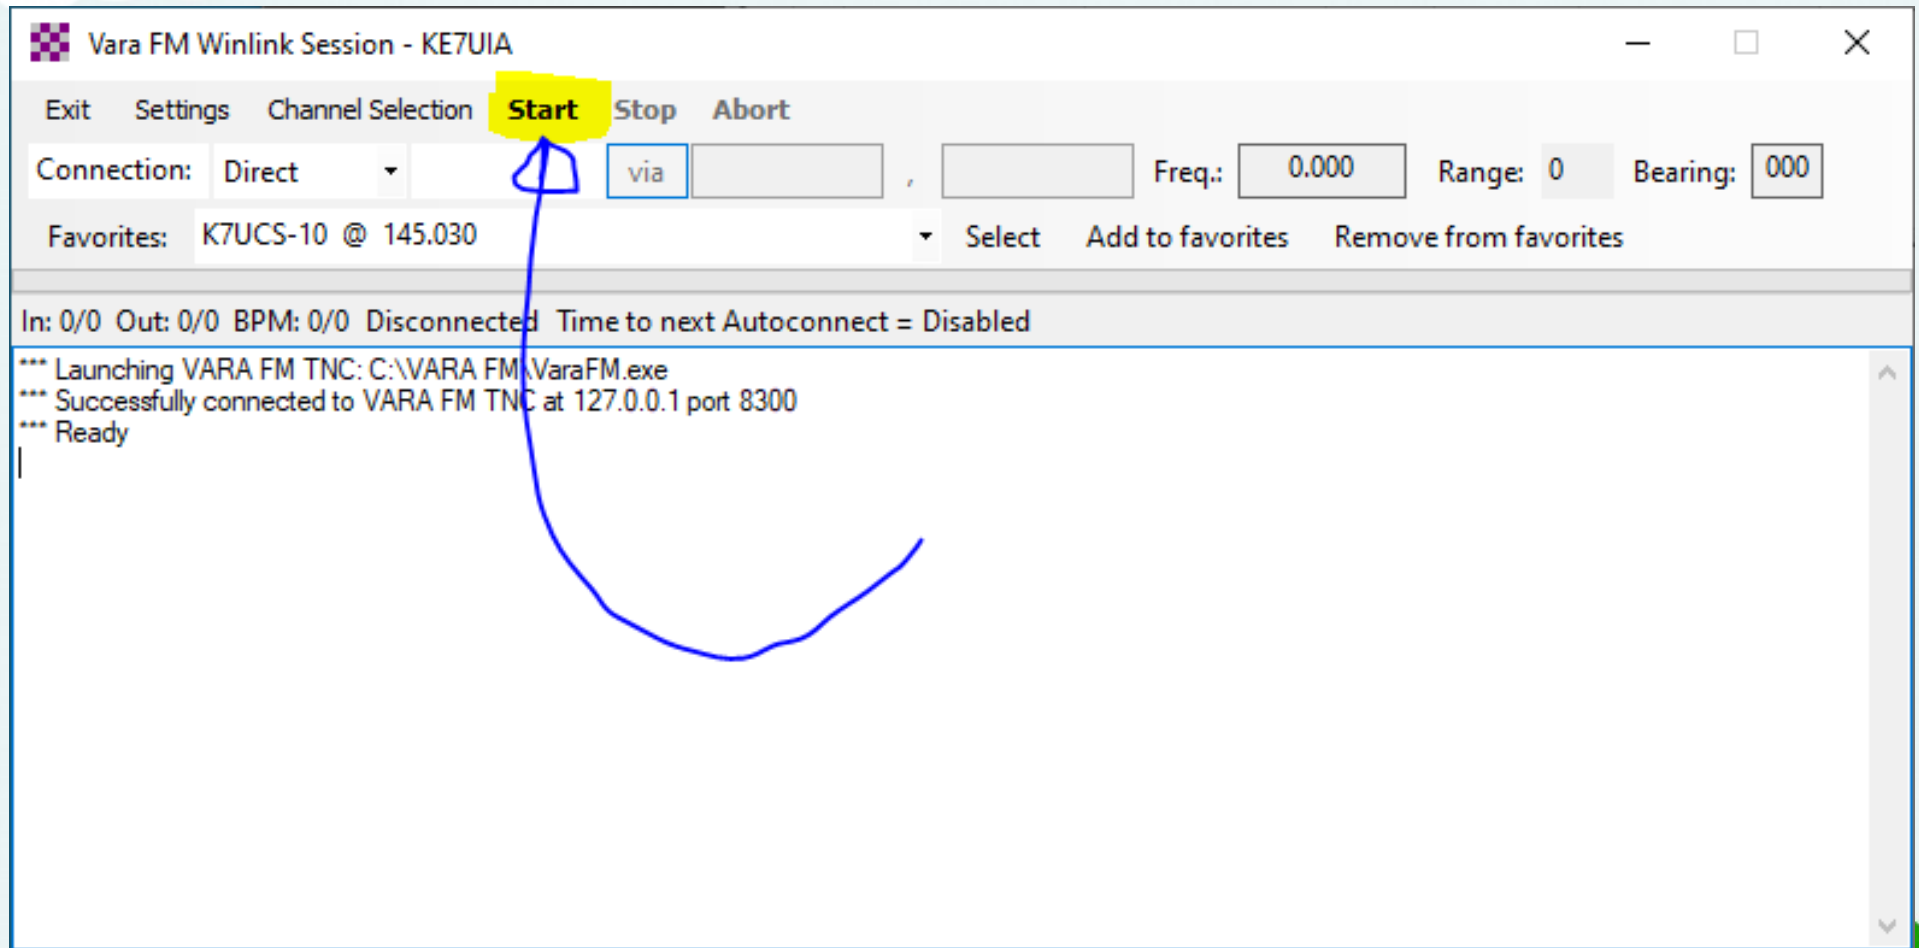 Vara FM Winlink Session - KE7UIA
Exit Settings Channel Selection Start Stop Abort
Connection: Direct via , Freq.: 0.000 Range: 0 Bearing: 000
Favorites: K7UCS-10 @ 145.030 Select Add to favorites Remove from favorites
In: 0/0 Out: 0/0 BPM: 0/0 Disconnected Time to next Autoconnect = Disabled
*** Launching VARA FM TNC: C:\VARA FM\VaraFM.exe
*** Successfully connected to VARA FM TNC at 127.0.0.1 port 8300
*** Ready